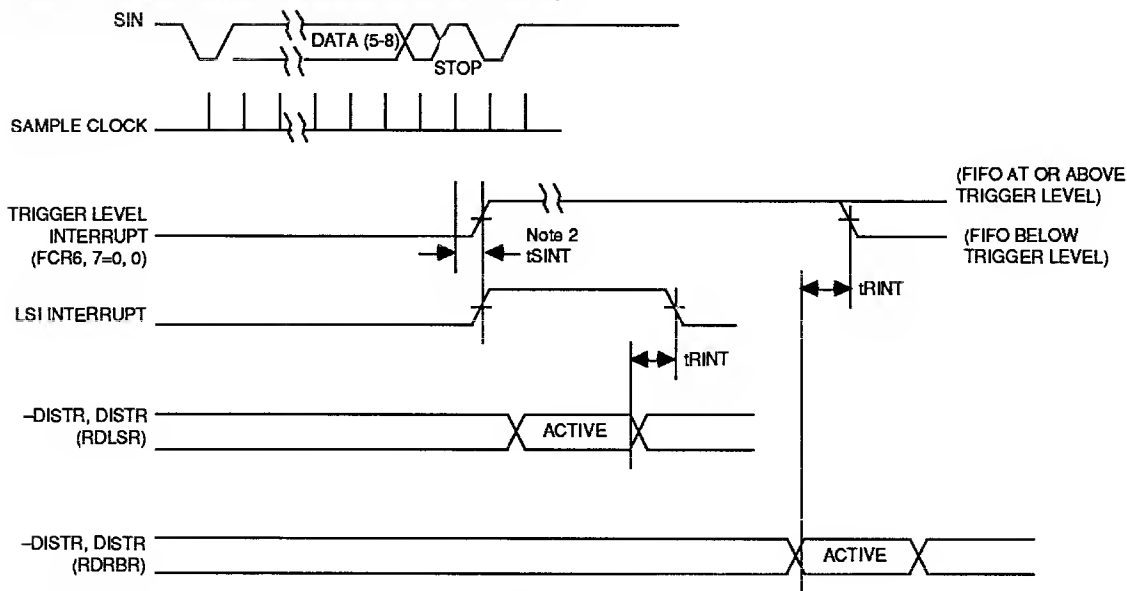 SIN
DATA (5-8)
STOP
SAMPLE CLOCK
TRIGGER LEVEL
INTERRUPT
(FCR6, 7=0, 0)
(FIFO AT OR ABOVE
TRIGGER LEVEL)
Note 2
tSINT
(FIFO BELOW
TRIGGER LEVEL)
tRINT
LSI INTERRUPT
tRINT
–DISTR, DISTR
(RDLSR)
ACTIVE
–DISTR, DISTR
(RDRBR)
ACTIVE